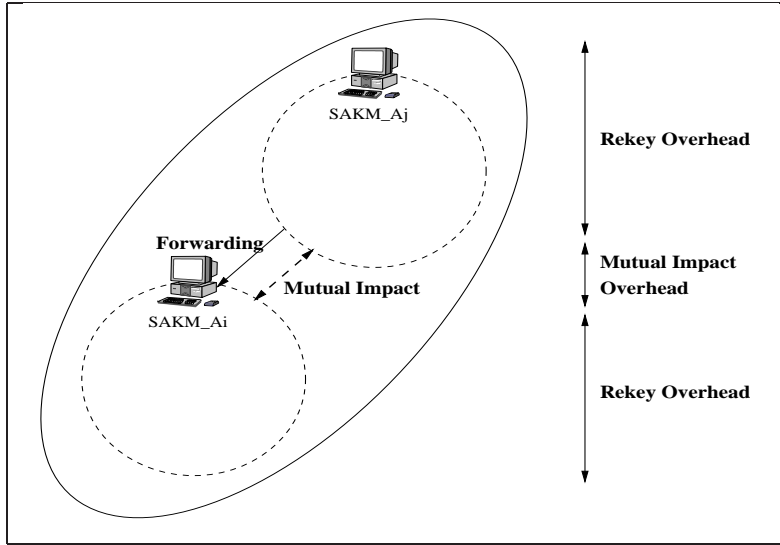 SAKM_Aj
Rekey Overhead
Forwarding
Mutual Impact
Mutual Impact
Overhead
SAKM_Ai
Rekey Overhead